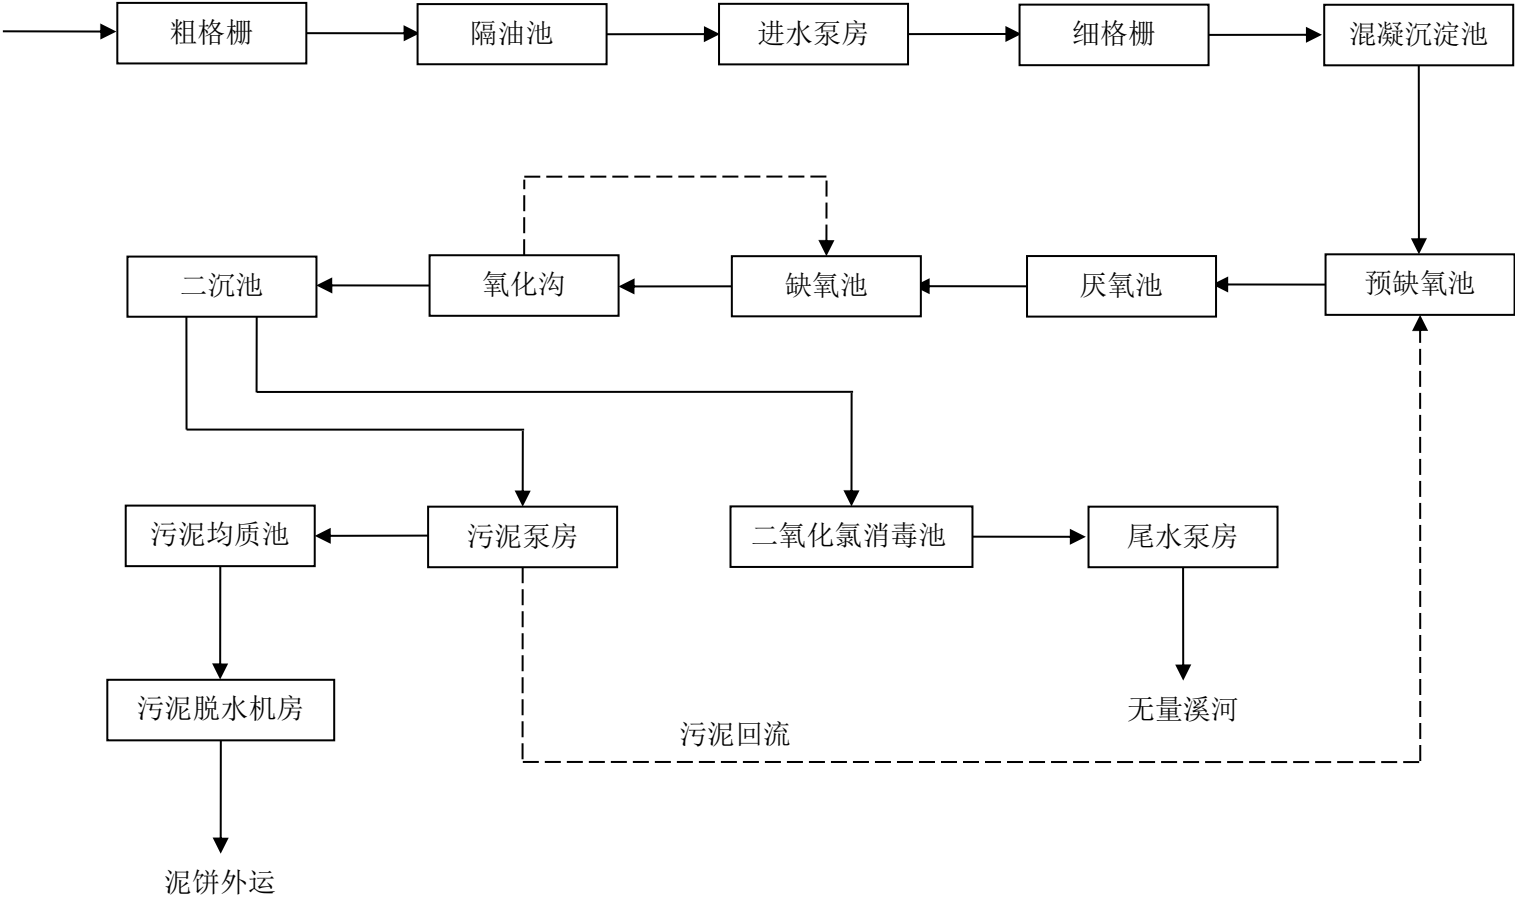 粗格栅
隔油池
进水泵房
细格栅
混凝沉淀池
二沉池
氧化沟
缺氧池
厌氧池
预缺氧池
污泥均质池
污泥泵房
二氧化氯消毒池
尾水泵房
污泥脱水机房
无量溪河
污泥回流
泥饼外运